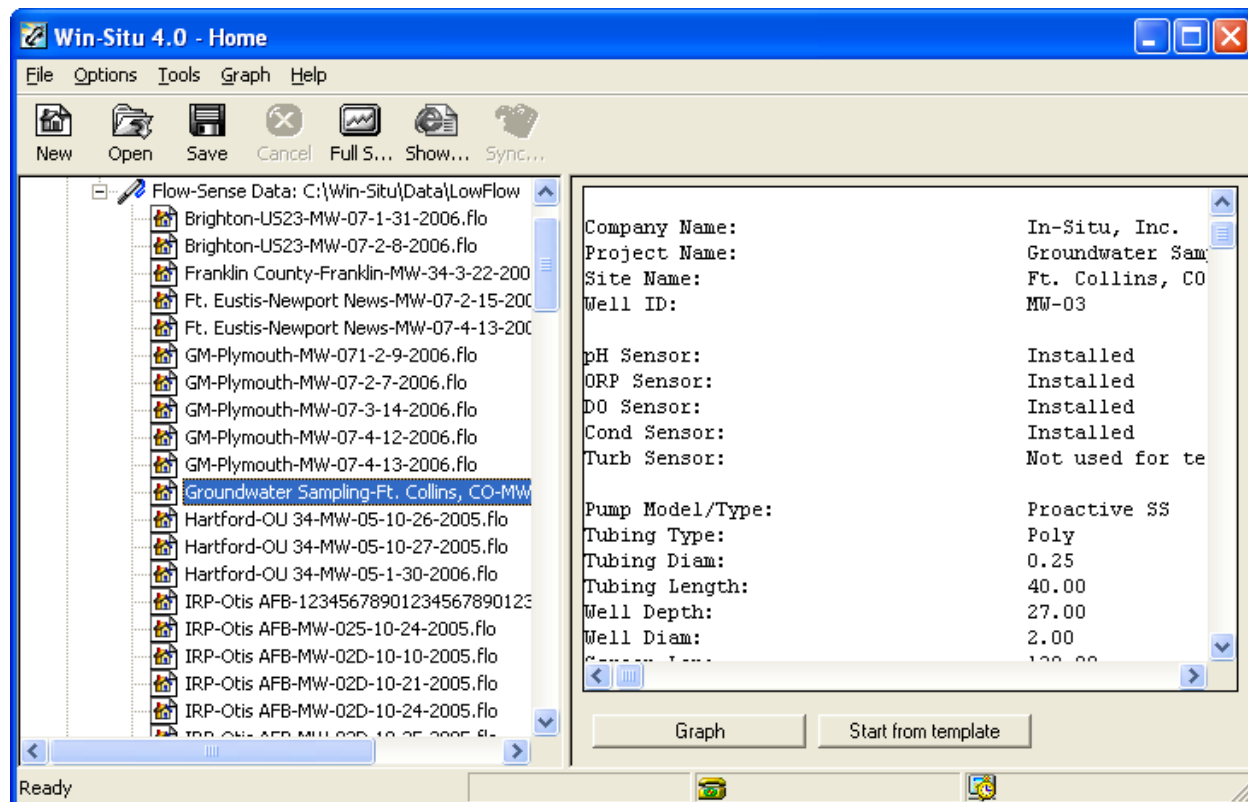 Win-Situ 4.0 - Home
File Options Tools Graph Help
New Open Save Cancel Full S... Show... Sync...
Flow-Sense Data: C:\Win-Situ\Data\LowFlow
Brighton-US23-MW-07-1-31-2006.flo
Brighton-US23-MW-07-2-8-2006.flo
Franklin County-Franklin-MW-34-3-22-200
Ft. Eustis-Newport News-MW-07-2-15-200
Ft. Eustis-Newport News-MW-07-4-13-200
GM-Plymouth-MW-071-2-9-2006.flo
GM-Plymouth-MW-07-2-7-2006.flo
GM-Plymouth-MW-07-3-14-2006.flo
GM-Plymouth-MW-07-4-12-2006.flo
GM-Plymouth-MW-07-4-13-2006.flo
Groundwater Sampling-Ft. Collins, CO-MW
Hartford-OU 34-MW-05-10-26-2005.flo
Hartford-OU 34-MW-05-10-27-2005.flo
Hartford-OU 34-MW-05-1-30-2006.flo
IRP-Otis AFB-12345678901234567890123
IRP-Otis AFB-MW-025-10-24-2005.flo
IRP-Otis AFB-MW-02D-10-10-2005.flo
IRP-Otis AFB-MW-02D-10-21-2005.flo
IRP-Otis AFB-MW-02D-10-24-2005.flo
IRP-Otis AFB-MW-02D-10-25-2005.flo
Company Name: In-Situ, Inc.
Project Name: Groundwater Sam
Site Name: Ft. Collins, CO
Well ID: MW-03
pH Sensor: Installed
ORP Sensor: Installed
DO Sensor: Installed
Cond Sensor: Installed
Turb Sensor: Not used for te
Pump Model/Type: Proactive SS
Tubing Type: Poly
Tubing Diam: 0.25
Tubing Length: 40.00
Well Depth: 27.00
Well Diam: 2.00
Graph Start from template
Ready